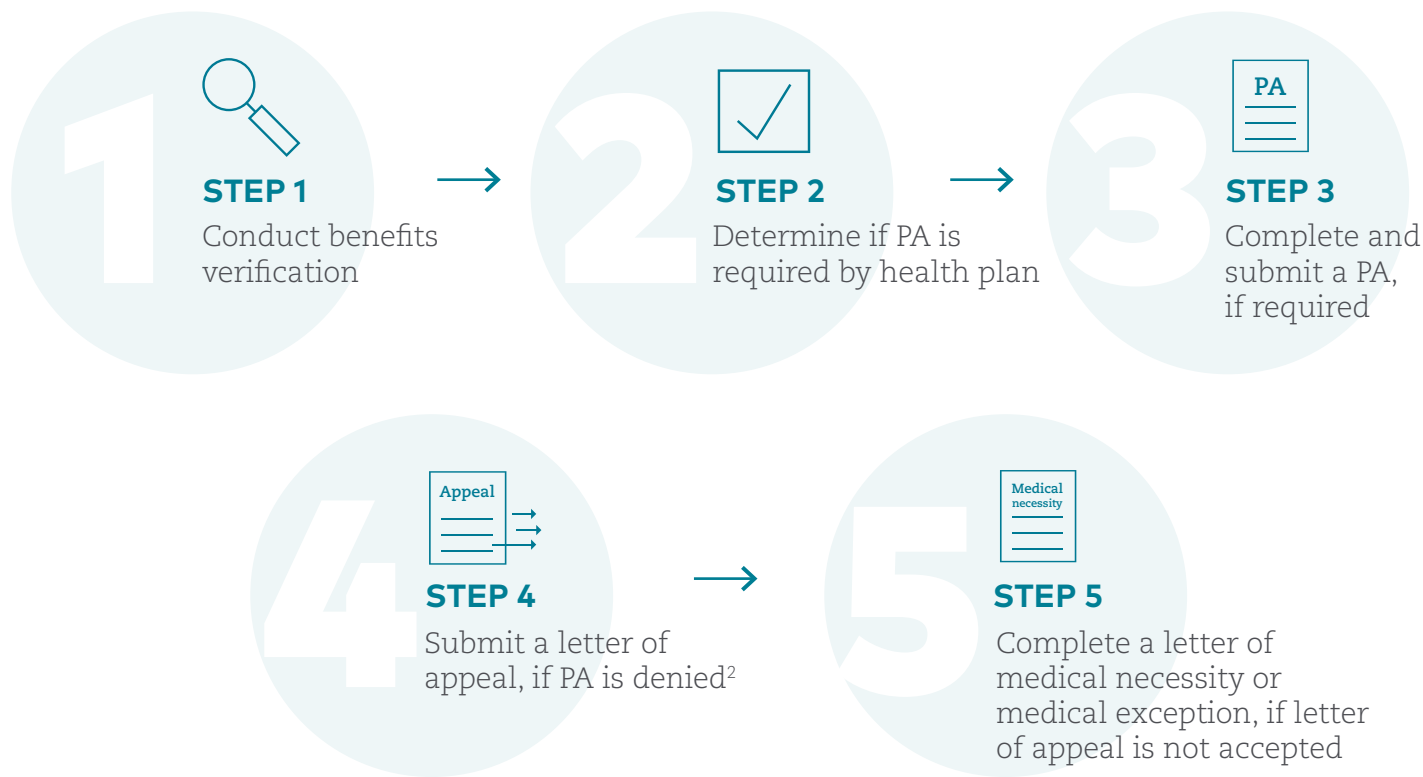 1
STEP 1
Conduct benefits
verification
2
STEP 2
Determine if PA is
required by health plan
3
PA
STEP 3
Complete and
submit a PA,
if required
4
Appeal
STEP 4
Submit a letter of
appeal, if PA is denied²
5
Medical
necessity
STEP 5
Complete a letter of
medical necessity or
medical exception, if letter
of appeal is not accepted